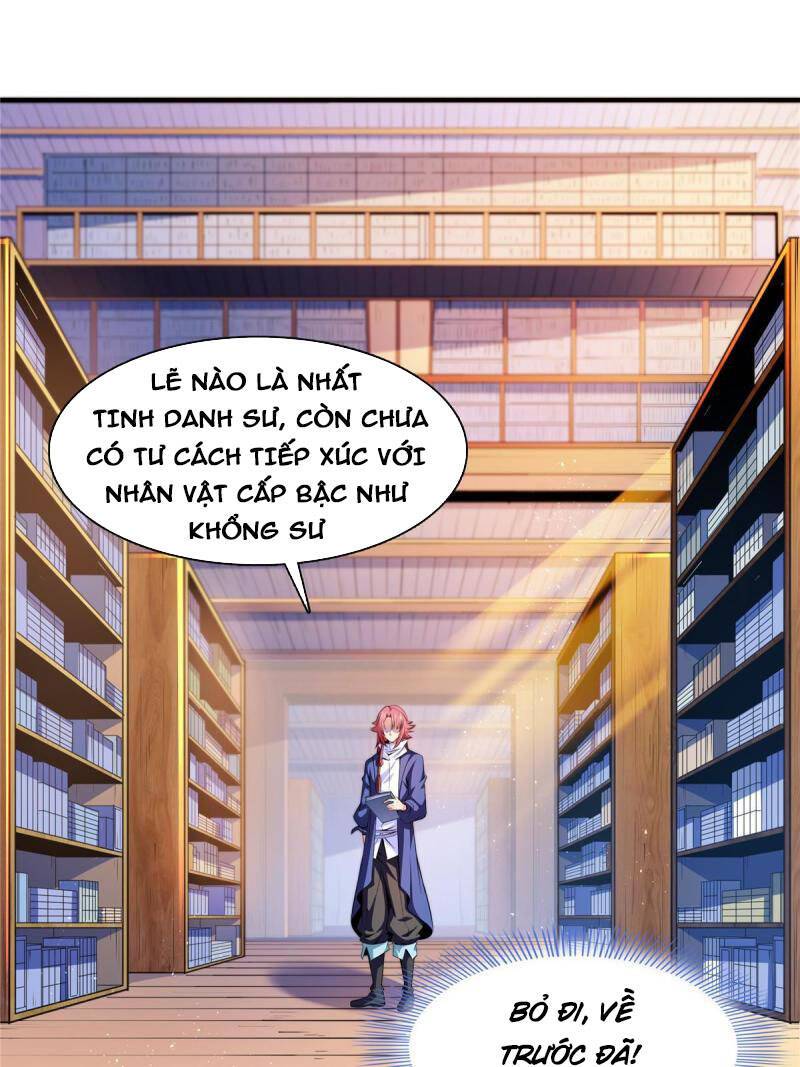 LẼ NÀO LÀ NHẤT
TINH DANH SƯ, CÒN CHƯA
CÓ TƯ CÁCH TIẾP XÚC VỚI
NHÂN VẬT CẤP BẬC NHƯ
KHỔNG SƯ
BỎ ĐI, VỀ
TRƯỚC ĐÃ!